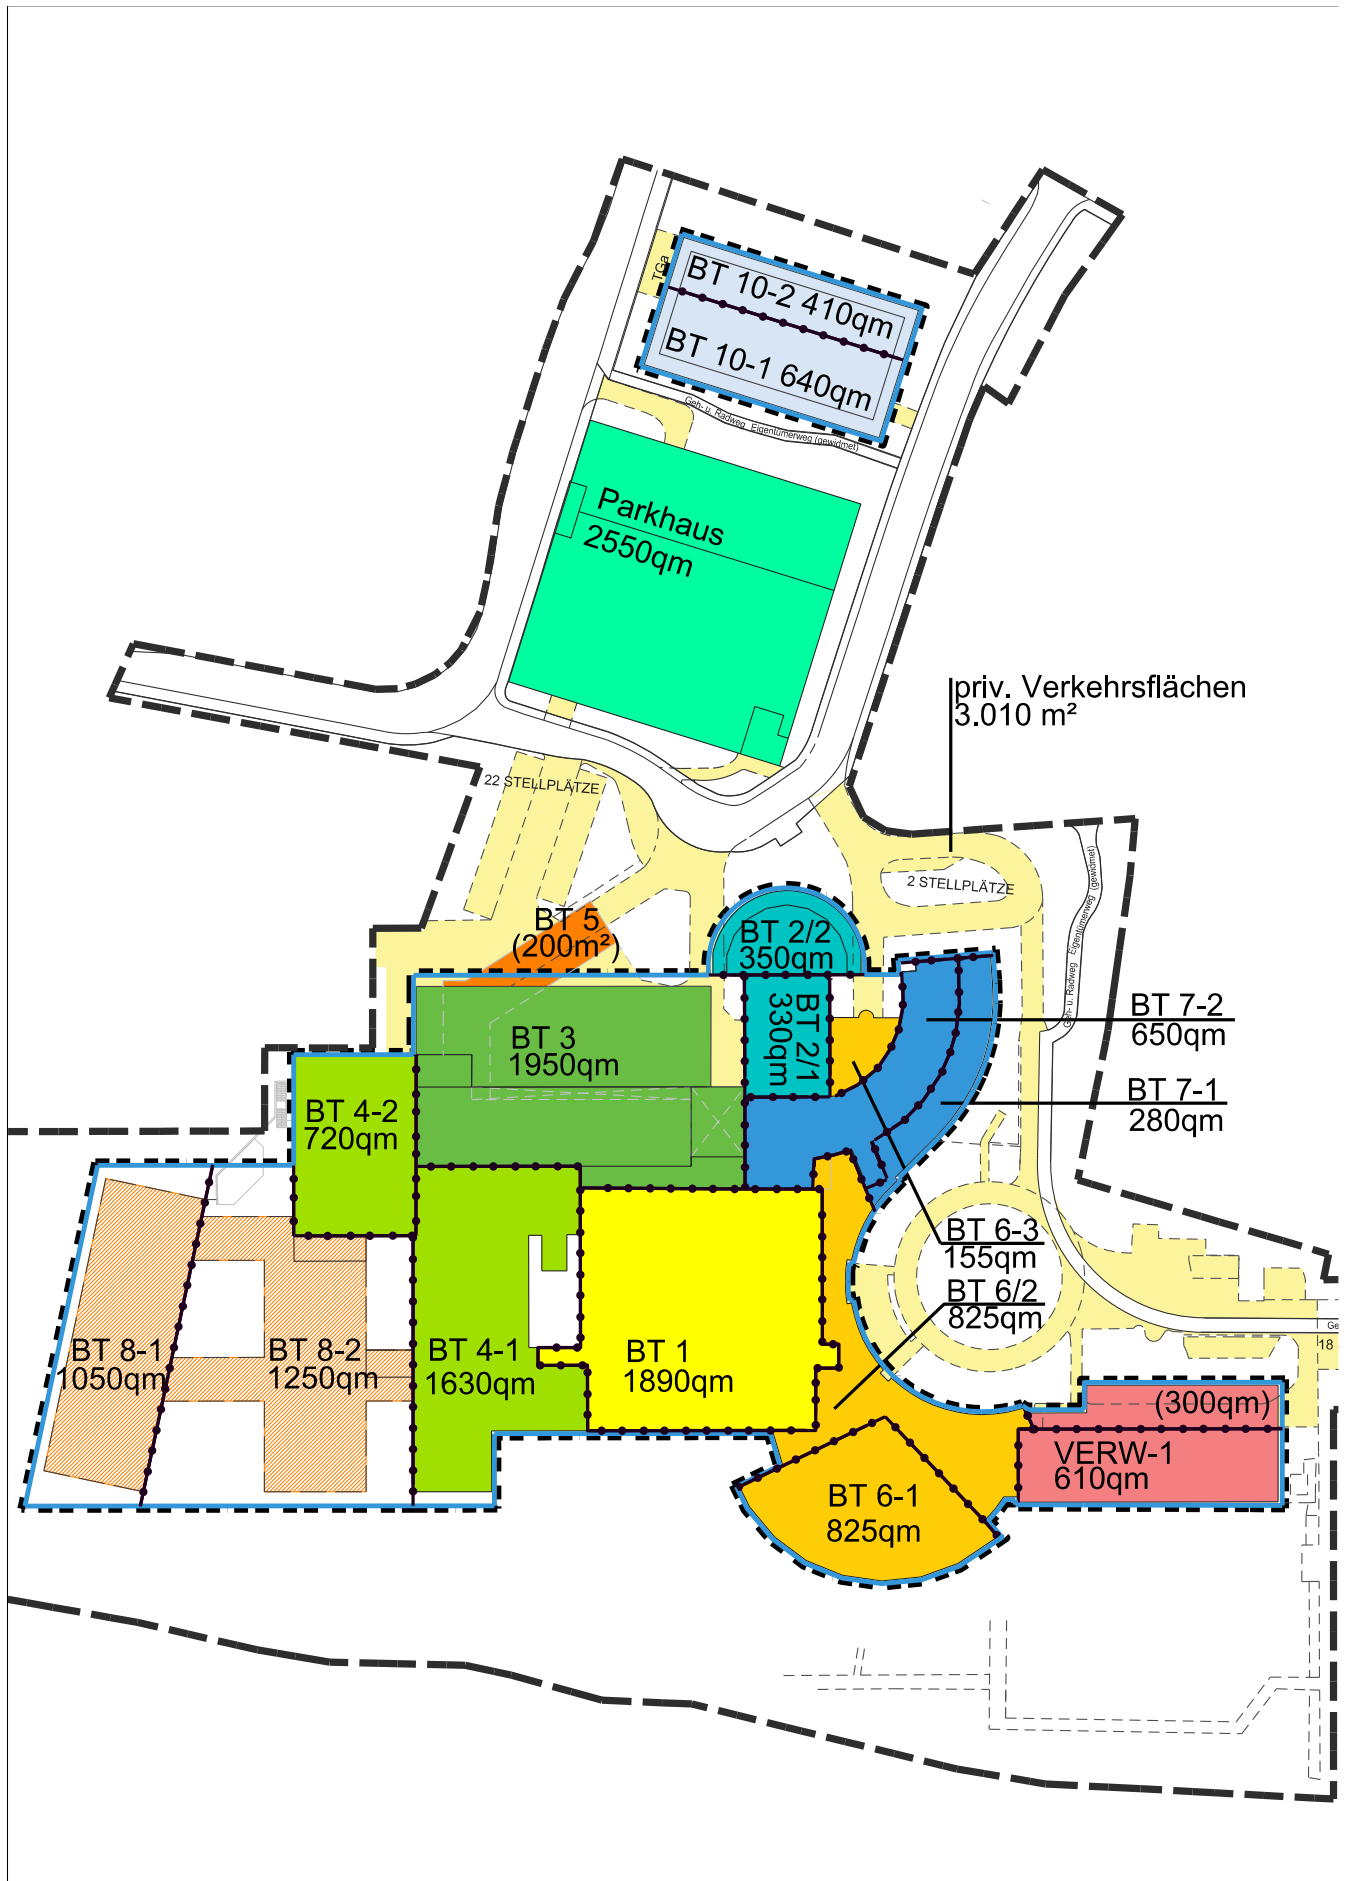 TGa
BT 10-2 410qm
BT 10-1 640qm
Geh- u. Radweg Eigentümerweg (gewidmet)
Parkhaus
2550qm
priv. Verkehrsflächen
3.010 m²
22 STELLPLÄTZE
2 STELLPLÄTZE
Geh- u. Radweg Eigentümerweg (gewidmet)
BT 5
(200m²)
BT 2/2
350qm
BT 2/1
330qm
BT 7-2
650qm
BT 3
1950qm
BT 7-1
280qm
BT 4-2
720qm
BT 6-3
155qm
BT 6/2
825qm
BT 8-1
1050qm
BT 8-2
1250qm
BT 4-1
1630qm
BT 1
1890qm
Ge
18
(300qm)
VERW-1
610qm
BT 6-1
825qm